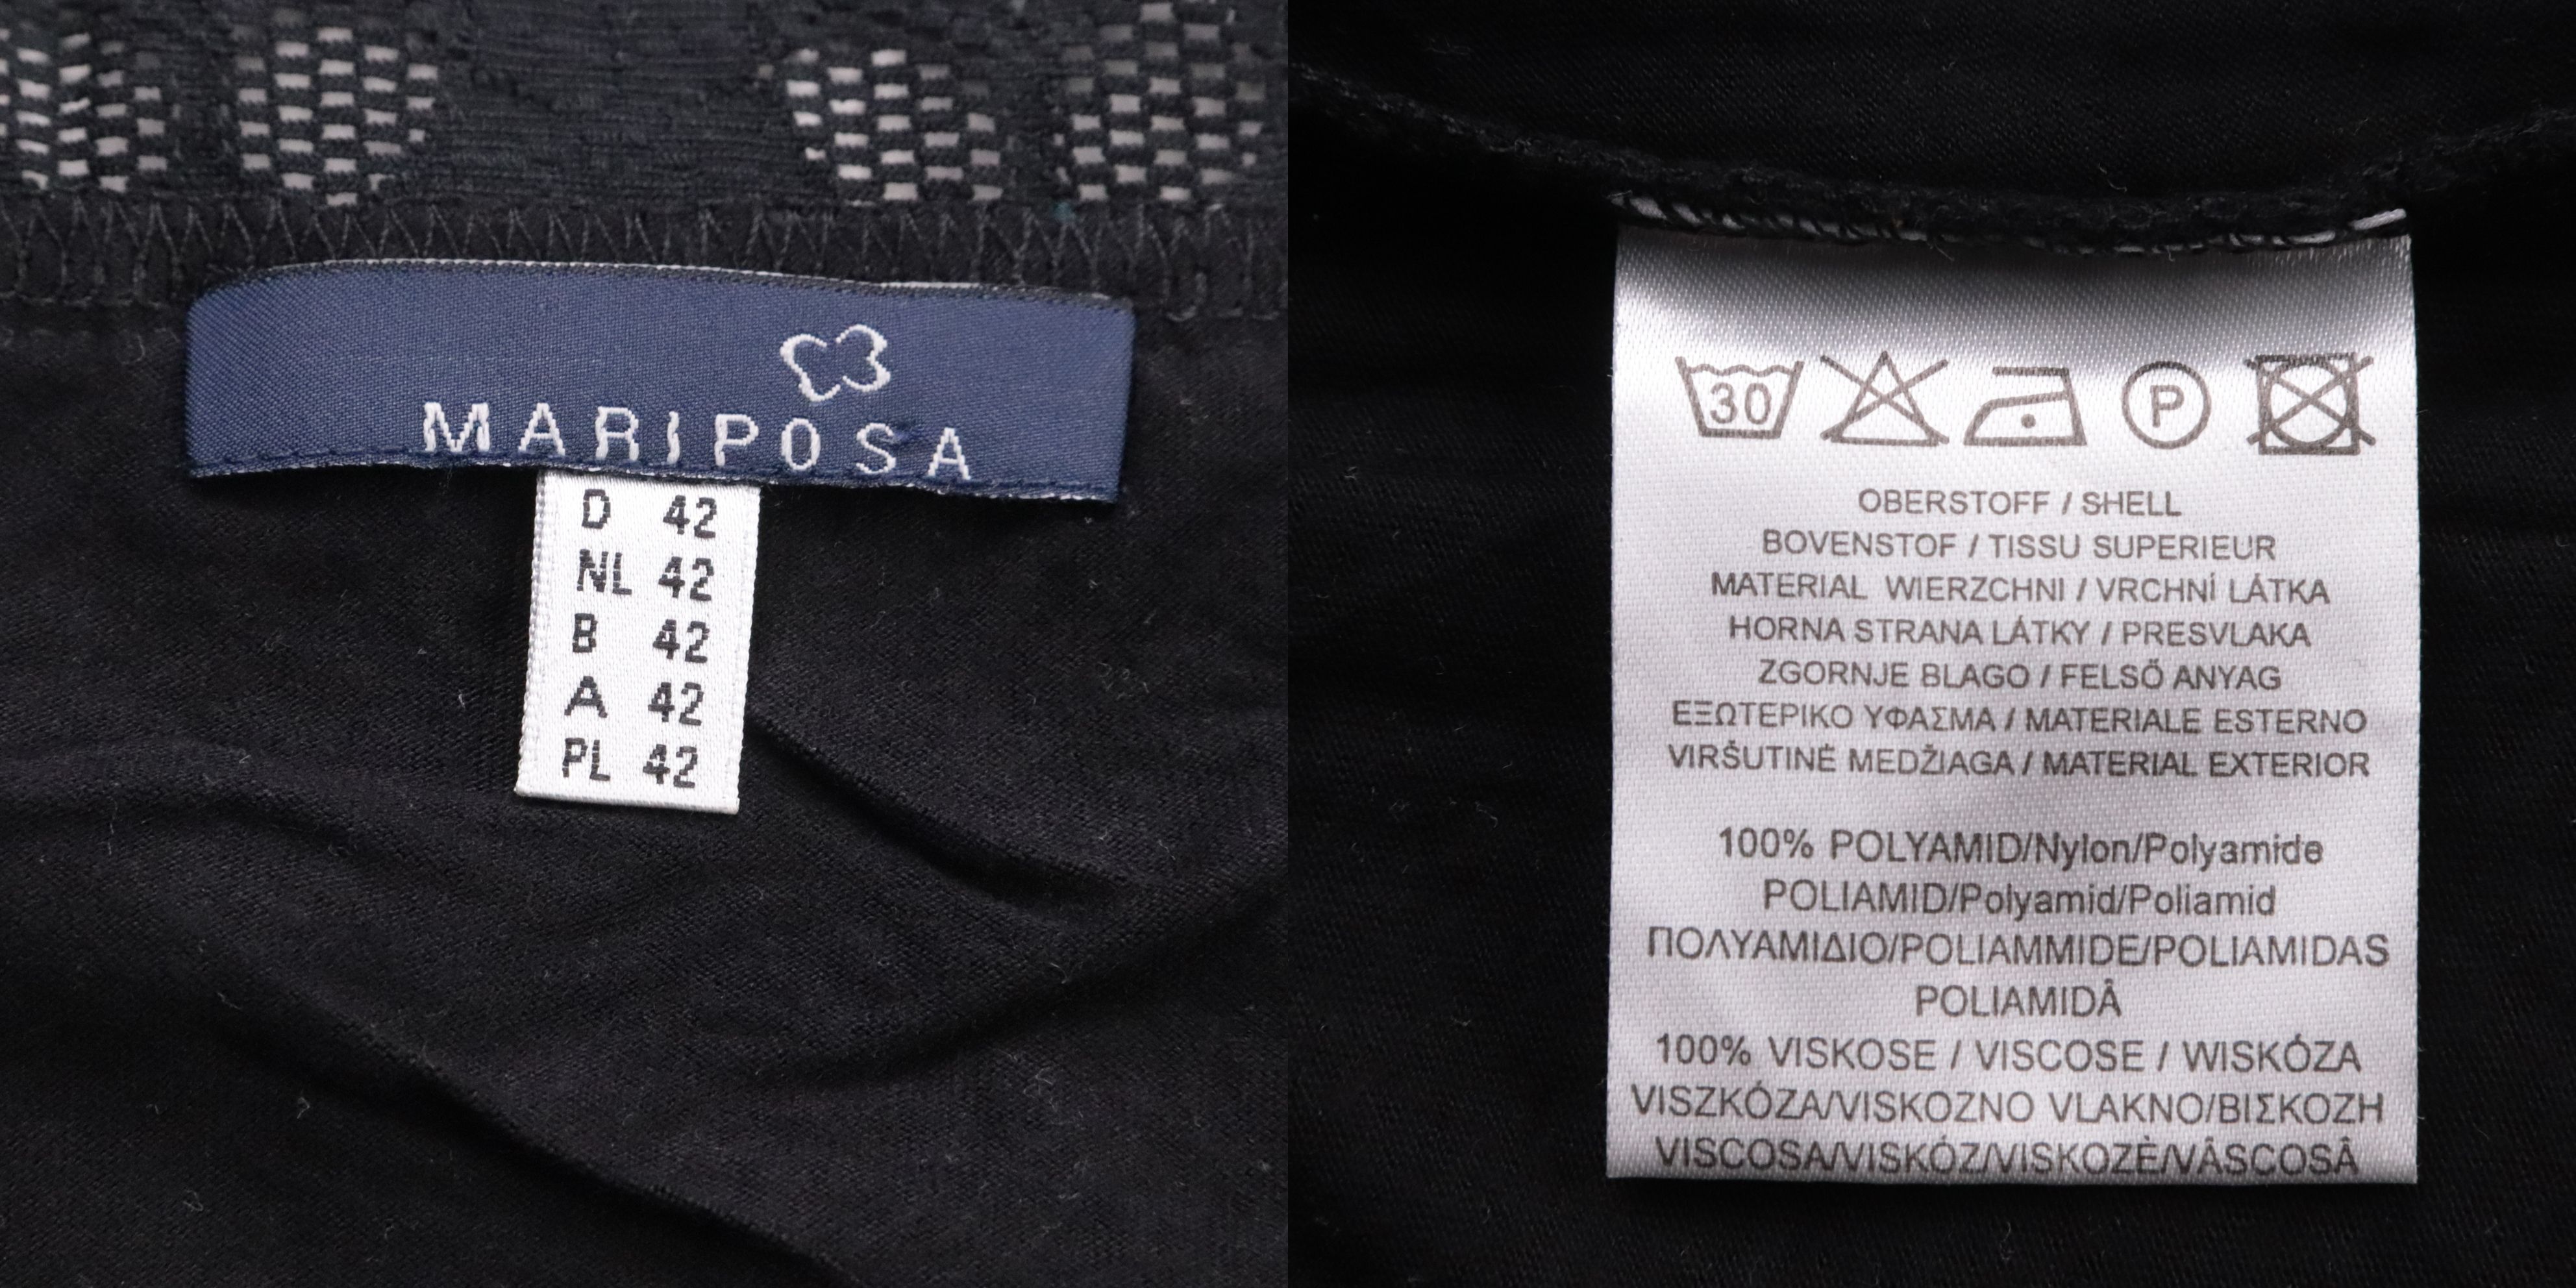 MARIPOSA
D 42
NL 42
B 42
A 42
PL 42
30 P
OBERSTOFF / SHELL
BOVENSTOF / TISSU SUPERIEUR
MATERIAL WIERZCHNI / VRCHNÍ LÁTKA
HORNA STRANA LÁTKY / PRESVLAKA
ZGORNJE BLAGO / FELSŐ ANYAG
ΕΞΩΤΕΡΙΚΟ ΥΦΑΣΜΑ / MATERIALE ESTERNO
VIRŠUTINĖ MEDŽIAGA / MATERIAL EXTERIOR
100% POLYAMID/Nylon/Polyamide
POLIAMID/Polyamid/Poliamid
ΠΟΛΥΑΜΙΔΙΟ/POLIAMMIDE/POLIAMIDAS
POLIAMIDÂ
100% VISKOSE / VISCOSE / WISKÓZA
VISZKÓZA/VISKOZNO VLAKNO/ΒΙΣΚΟΖΗ
VISCOSA/VISKÓZ/VISKOZĖ/VÂSCOSÂ